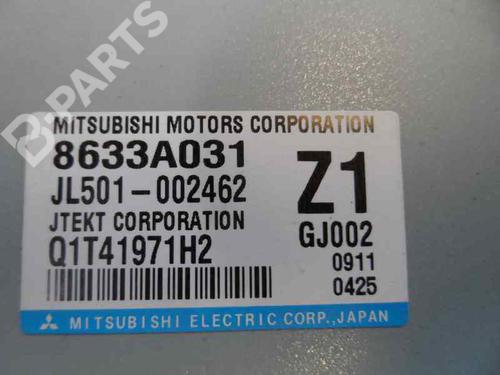 B-PARTS
MITSUBISHI MOTORS CORPORATION
8633A031
Z1
JL501-002462
JTEKT CORPORATION
GJ002
Q1T41971H2
0911
0425
MITSUBISHI ELECTRIC CORP., JAPAN